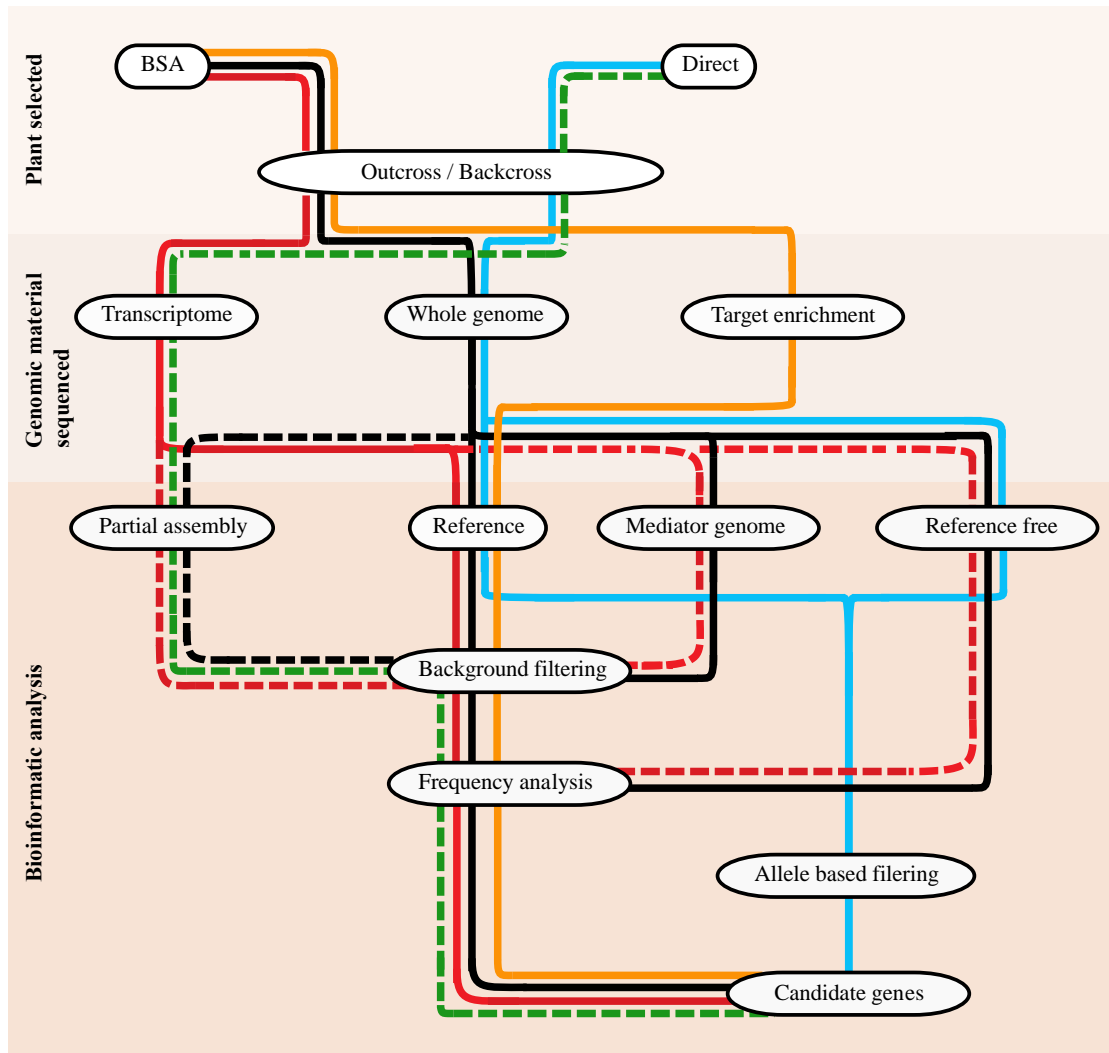 Plant selected
BSA
Direct
Outcross / Backcross
Genomic material
sequenced
Transcriptome
Whole genome
Target enrichment
Bioinformatic analysis
Partial assembly
Reference
Mediator genome
Reference free
Background filtering
Frequency analysis
Allele based filering
Candidate genes